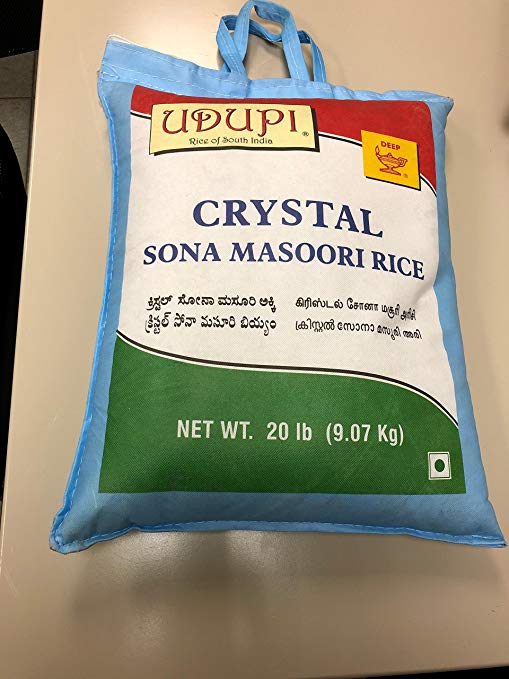 UDUPI ®
Rice of South India
DEEP
®
CRYSTAL
SONA MASOORI RICE
ಕ್ರಿಸ್ಟಲ್ ಸೋನಾ ಮಸೂರಿ ಅಕ್ಕಿ
கிரிஸ்டல் சோனா மசூரி அரிசி
క్రిస్టల్ సోనా మసూరి బియ్యం
ക്രിസ്റ്റൽ സോനാ മസൂരി അരി
NET WT. 20 lb (9.07 Kg)